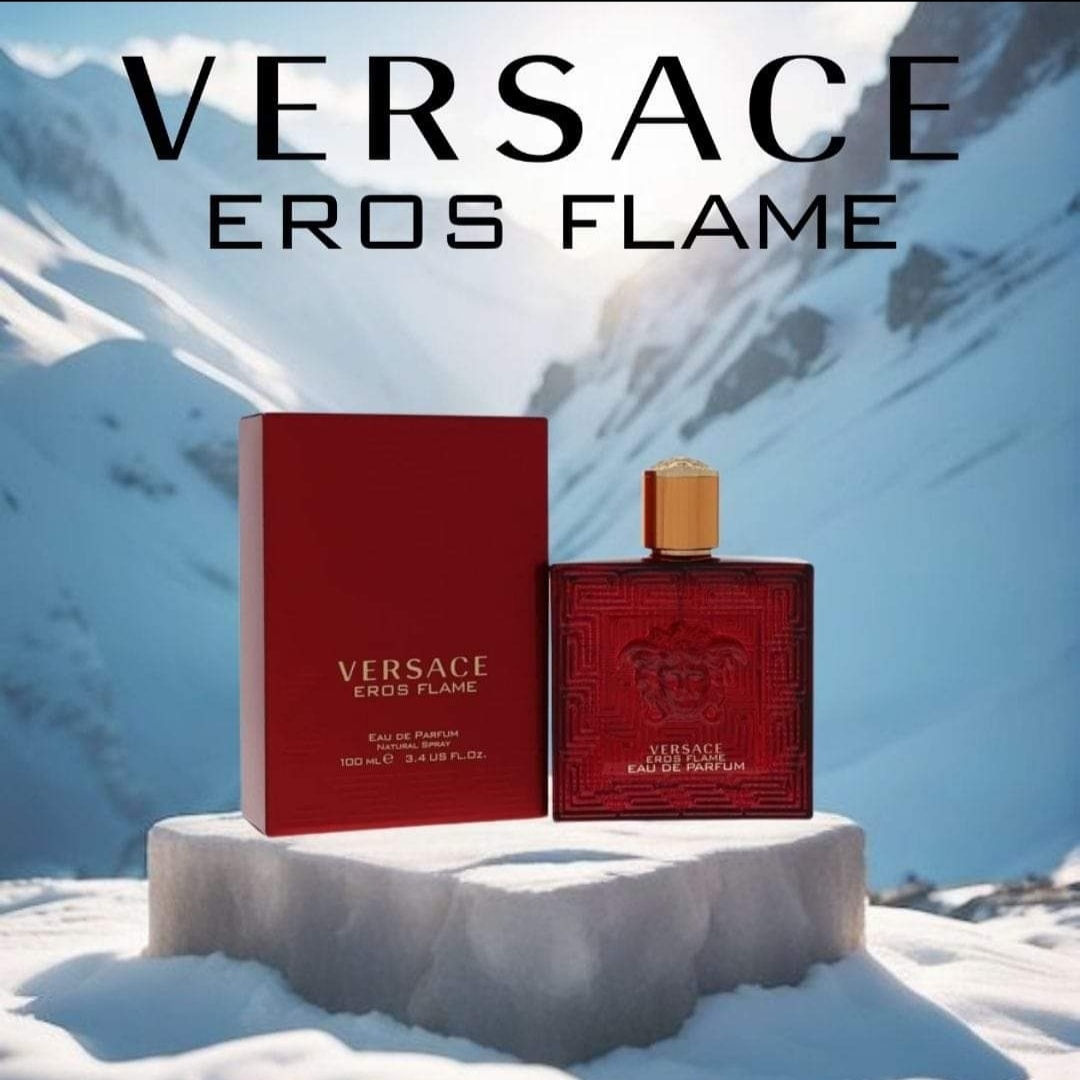 VERSACE
EROS FLAME
VERSACE
EROS FLAME
EAU DE PARFUM
NATURAL SPRAY
100 ML e 3.4 US FL.OZ.
VERSACE
EROS FLAME
EAU DE PARFUM